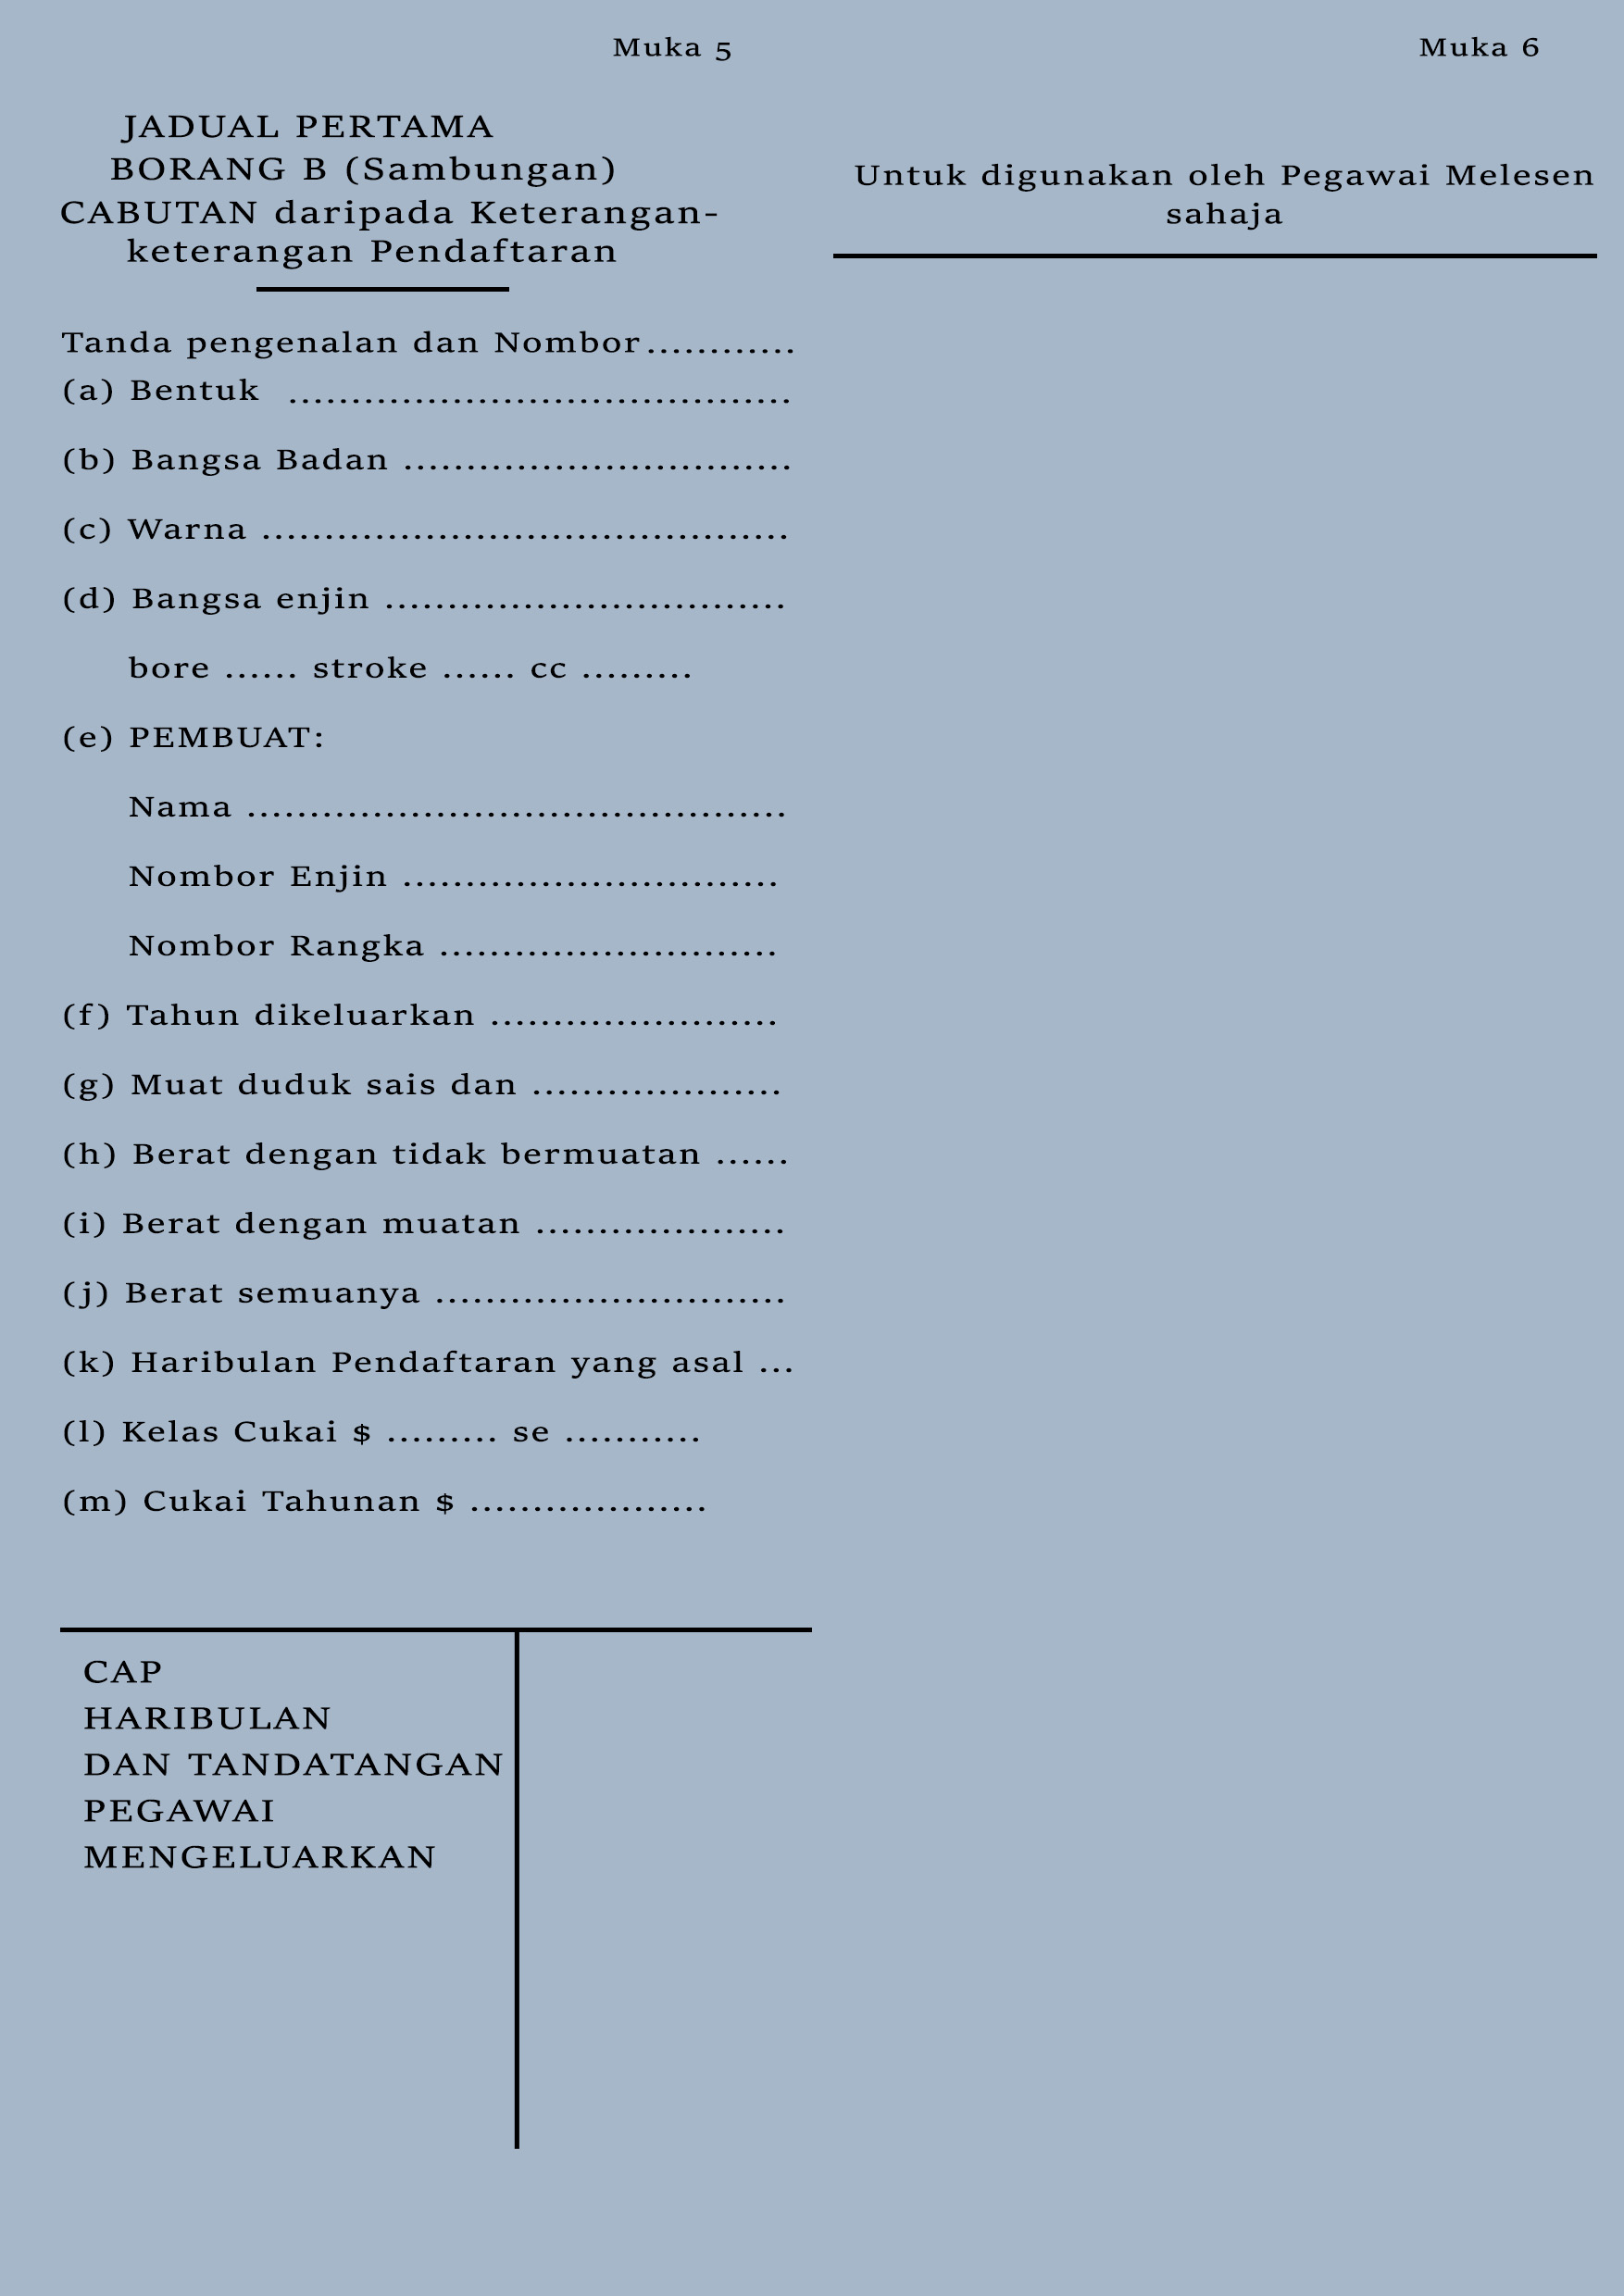 Muka 5
JADUAL PERTAMA
BORANG B (Sambungan)
CABUTAN daripada Keterangan-
keterangan Pendaftaran
Tanda pengenalan dan Nombor............
(a) Bentuk ........................................
(b) Bangsa Badan ...............................
(c) Warna ..........................................
(d) Bangsa enjin ................................
bore ...... stroke ...... cc .........
(e) PEMBUAT:
Nama ...........................................
Nombor Enjin ..............................
Nombor Rangka ...........................
(f) Tahun dikeluarkan .......................
(g) Muat duduk sais dan ....................
(h) Berat dengan tidak bermuatan ......
(i) Berat dengan muatan ....................
(j) Berat semuanya ............................
(k) Haribulan Pendaftaran yang asal ...
(l) Kelas Cukai $ ......... se ...........
(m) Cukai Tahunan $ ...................
CAP
HARIBULAN
DAN TANDATANGAN
PEGAWAI
MENGELUARKAN
Muka 6
Untuk digunakan oleh Pegawai Melesen
sahaja